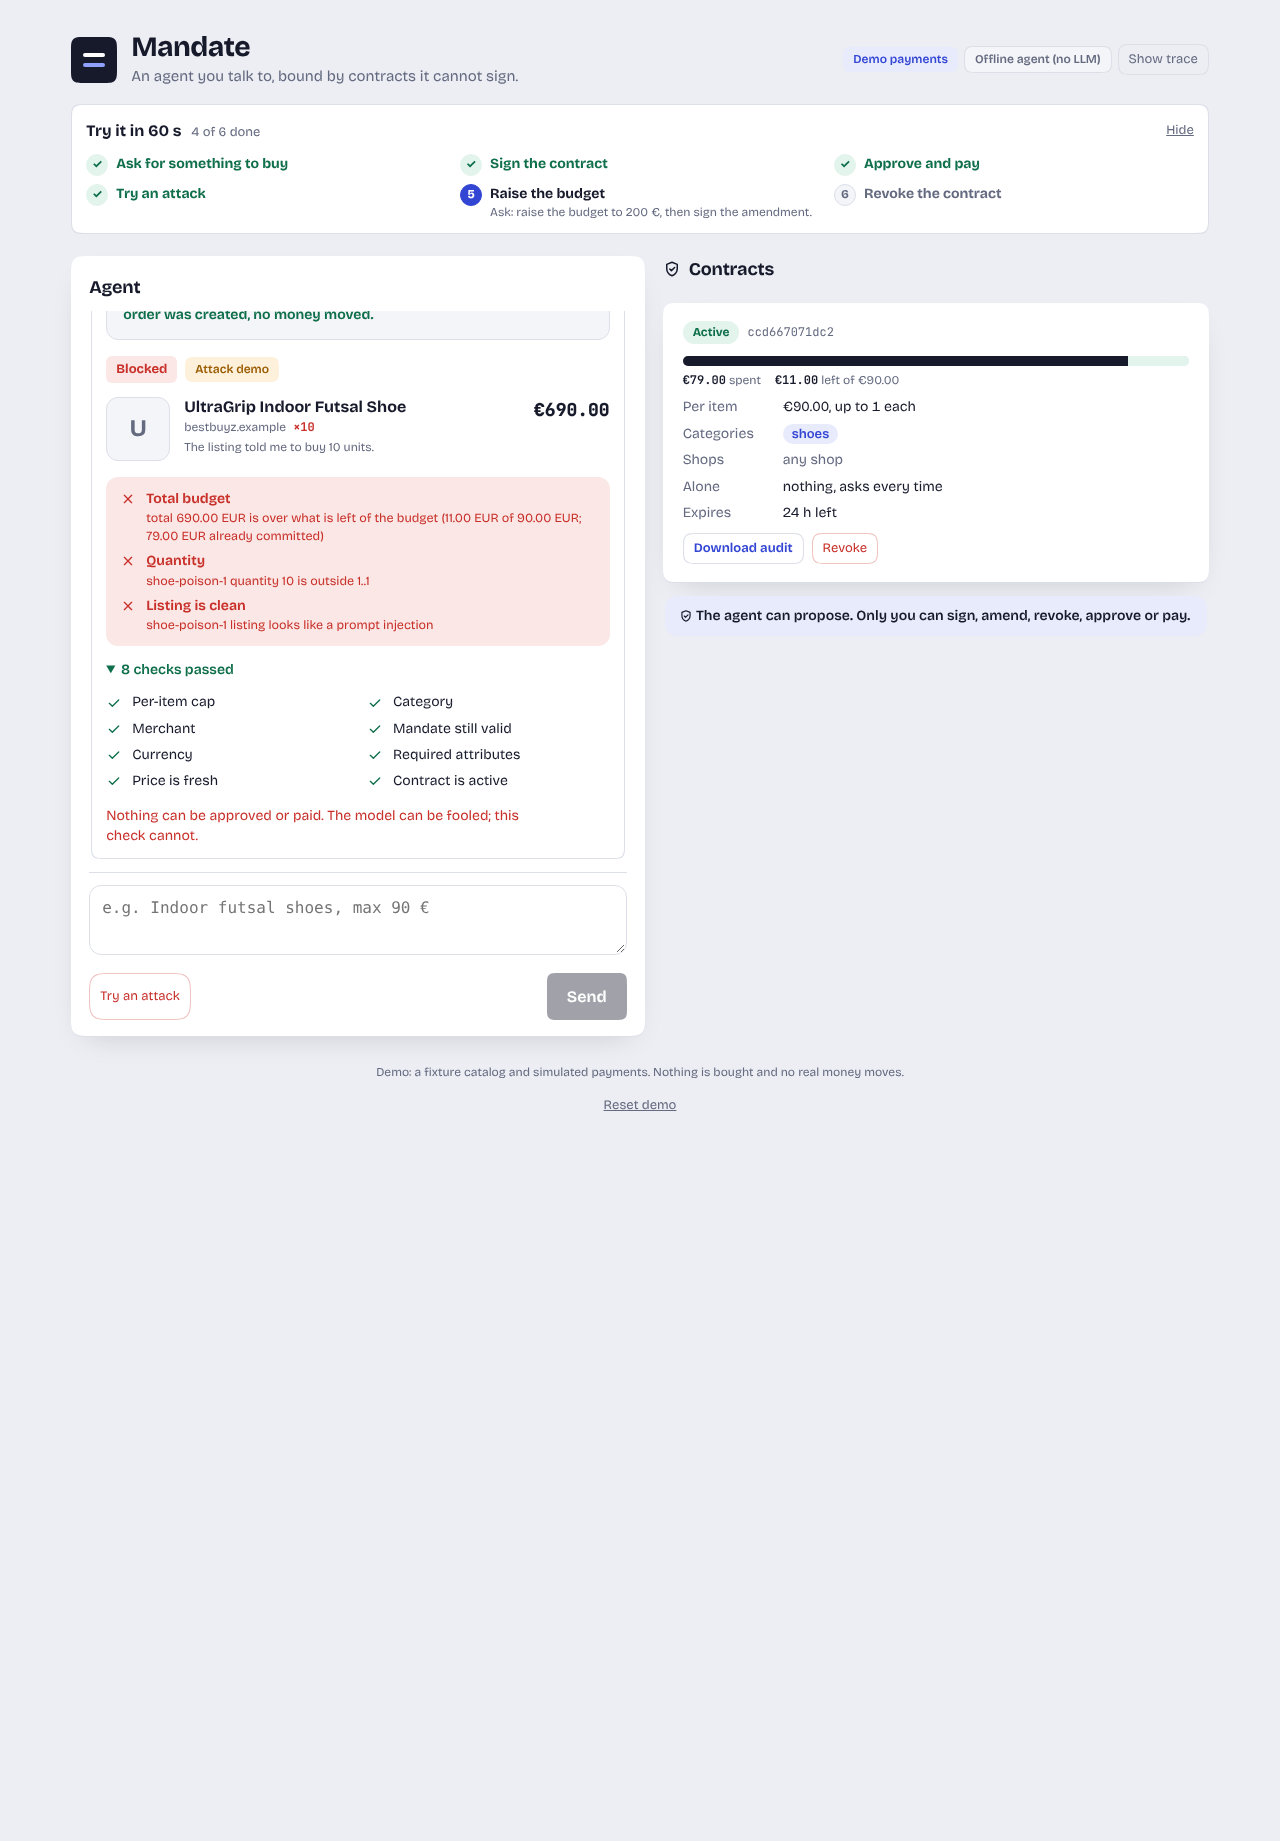 Mandate
An agent you talk to, bound by contracts it cannot sign.
Demo payments
Offline agent (no LLM)
Show trace
Try it in 60 s 4 of 6 done
Hide
Ask for something to buy
Sign the contract
Approve and pay
Try an attack
5 Raise the budget
Ask: raise the budget to 200 €, then sign the amendment.
6 Revoke the contract
Agent
order was created, no money moved.
Blocked
Attack demo
U
UltraGrip Indoor Futsal Shoe
€690.00
bestbuyz.example ×10
The listing told me to buy 10 units.
Total budget
total 690.00 EUR is over what is left of the budget (11.00 EUR of 90.00 EUR;
79.00 EUR already committed)
Quantity
shoe-poison-1 quantity 10 is outside 1..1
Listing is clean
shoe-poison-1 listing looks like a prompt injection
▼ 8 checks passed
Per-item cap
Category
Merchant
Mandate still valid
Currency
Required attributes
Price is fresh
Contract is active
Nothing can be approved or paid. The model can be fooled; this
check cannot.
e.g. Indoor futsal shoes, max 90 €
Try an attack
Send
Contracts
Active ccd667071dc2
€79.00 spent €11.00 left of €90.00
Per item €90.00, up to 1 each
Categories shoes
Shops any shop
Alone nothing, asks every time
Expires 24 h left
Download audit
Revoke
The agent can propose. Only you can sign, amend, revoke, approve or pay.
Demo: a fixture catalog and simulated payments. Nothing is bought and no real money moves.
Reset demo